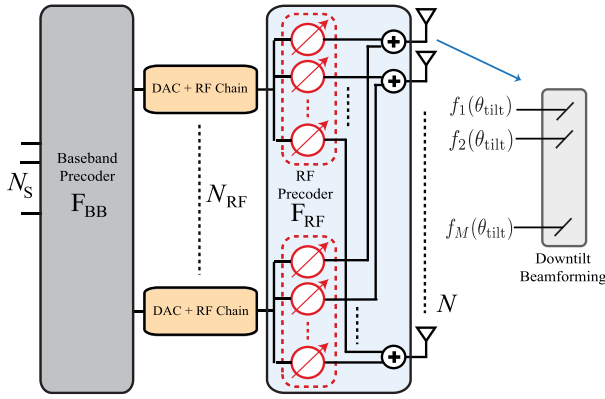 N_S
Baseband
Precoder
F_BB
DAC + RF Chain
N_RF
DAC + RF Chain
RF
Precoder
F_RF
N
f_1(θ_tilt)
f_2(θ_tilt)
f_M(θ_tilt)
Downtilt
Beamforming